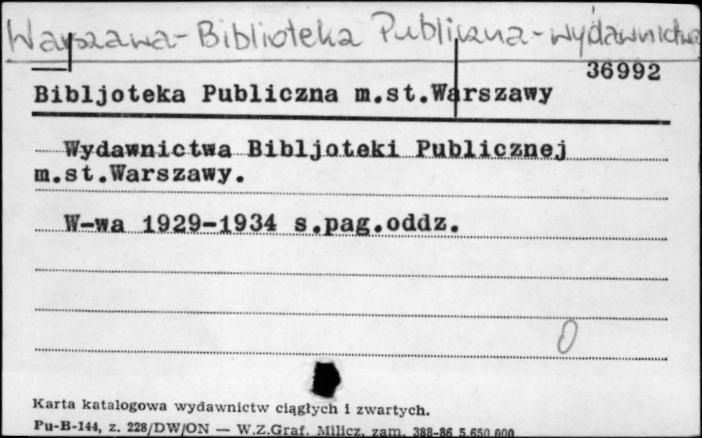 Warszawa - Biblioteka Publiczna - wydawnictwa
36992
Bibljoteka Publiczna m.st.Warszawy
Wydawnictwa Bibljoteki Publicznej
m.st.Warszawy.
W-wa 1929-1934 s.pag.oddz.
0
Karta katalogowa wydawnictw ciągłych i zwartych.
Pu-B-144, z. 228/DW/ON — W.Z.Graf. Milicz, zam. 388-86 5.650.000